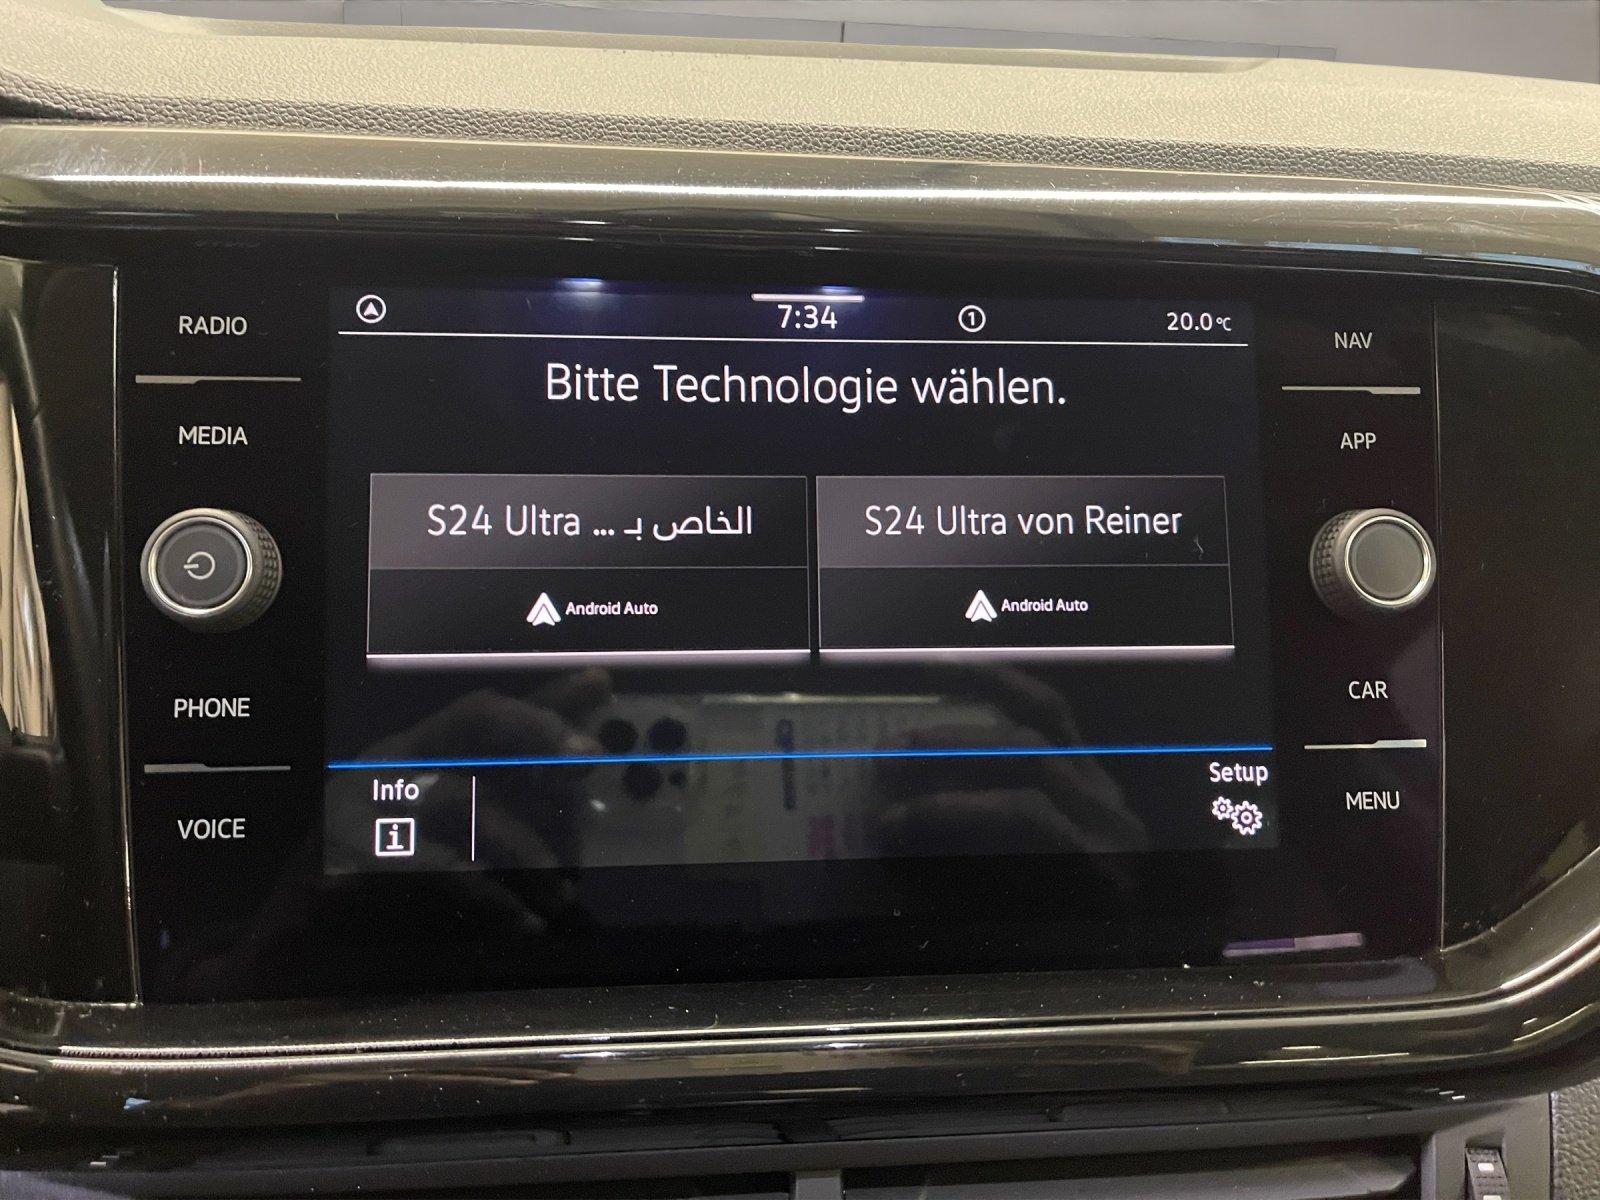 RADIO
MEDIA
PHONE
VOICE
7:34
1
20.0°C
Bitte Technologie wählen.
S24 Ultra ... الخاص بـ
Android Auto
S24 Ultra von Reiner
Android Auto
Info
i
Setup
NAV
APP
CAR
MENU